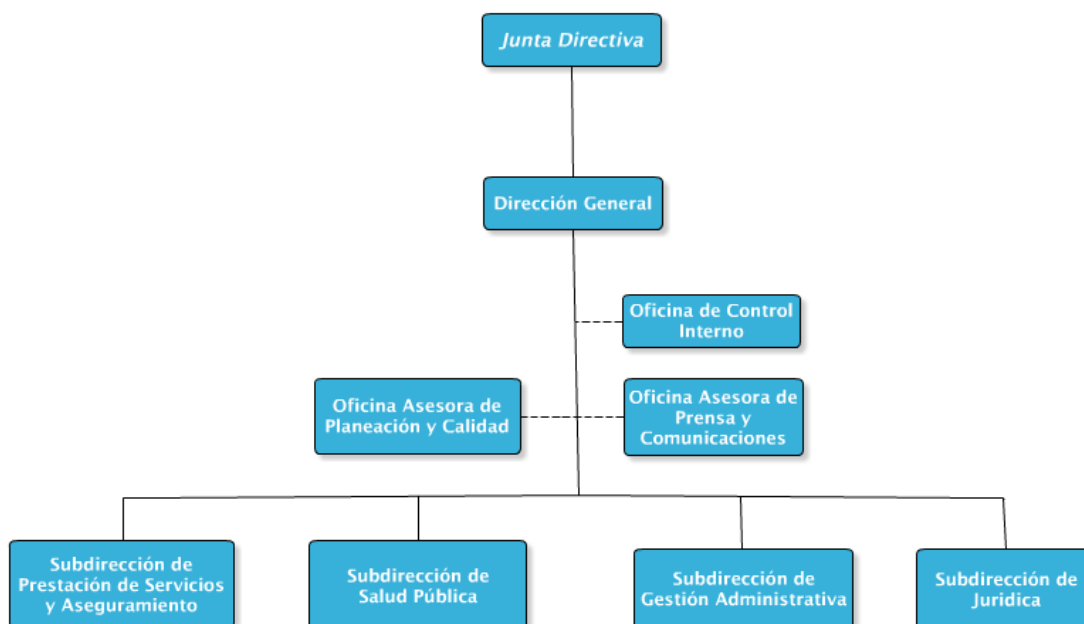 Junta Directiva
Dirección General
Oficina de Control
Interno
Oficina Asesora de
Planeación y Calidad
Oficina Asesora de
Prensa y
Comunicaciones
Subdirección de
Prestación de Servicios
y Aseguramiento
Subdirección de
Salud Pública
Subdirección de
Gestión Administrativa
Subdirección de
Juridica